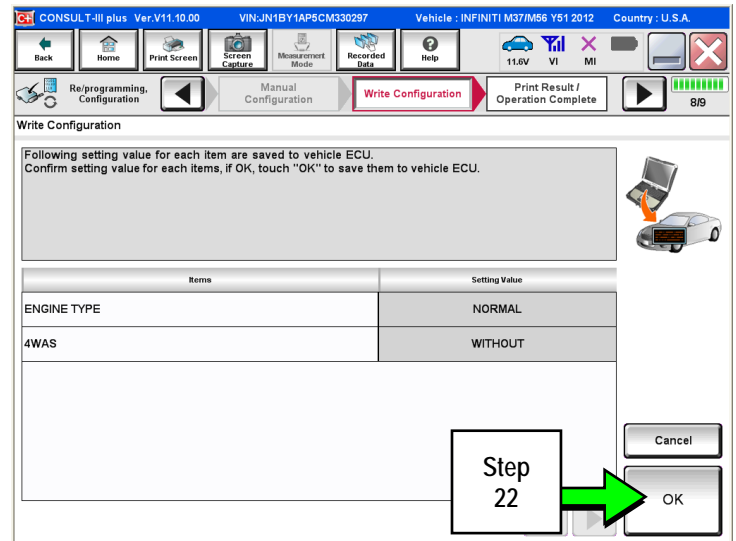 CONSULT-III plus Ver.V11.10.00 VIN:JN1BY1AP5CM330297 Vehicle : INFINITI M37/M56 Y51 2012 Country : U.S.A.
Back
Home
Print Screen
Screen Capture
Measurement Mode
Recorded Data
Help
11.6V
VI
MI
Re/programming, Configuration
Manual Configuration
Write Configuration
Print Result / Operation Complete
8/9
Write Configuration
Following setting value for each item are saved to vehicle ECU.
Confirm setting value for each items, if OK, touch "OK" to save them to vehicle ECU.
Items Setting Value
ENGINE TYPE NORMAL
4WAS WITHOUT
Cancel
Step
22
OK